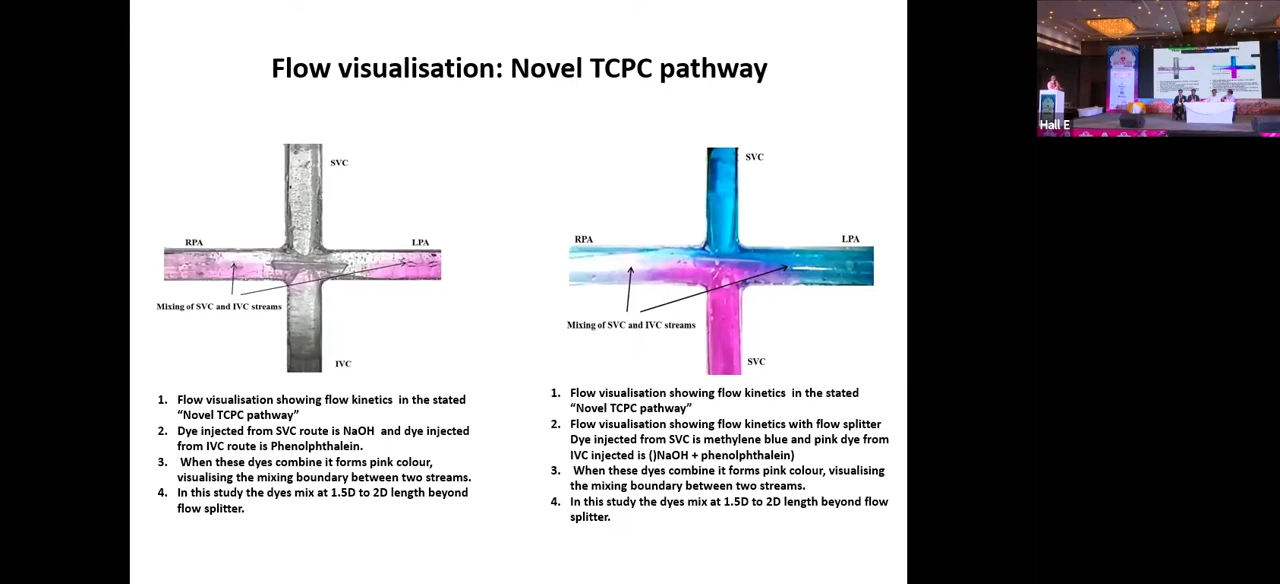 Flow visualisation: Novel TCPC pathway
SVC
RPA
LPA
Mixing of SVC and IVC streams
IVC
1. Flow visualisation showing flow kinetics in the stated
“Novel TCPC pathway”
2. Dye injected from SVC route is NaOH and dye injected
from IVC route is Phenolphthalein.
3. When these dyes combine it forms pink colour,
visualising the mixing boundary between two streams.
4. In this study the dyes mix at 1.5D to 2D length beyond
flow splitter.
SVC
RPA
LPA
Mixing of SVC and IVC streams
SVC
1. Flow visualisation showing flow kinetics in the stated
“Novel TCPC pathway”
2. Flow visualisation showing flow kinetics with flow splitter
Dye injected from SVC is methylene blue and pink dye from
IVC injected is ()NaOH + phenolphthalein)
3. When these dyes combine it forms pink colour, visualising
the mixing boundary between two streams.
4. In this study the dyes mix at 1.5D to 2D length beyond flow
splitter.
Hall E